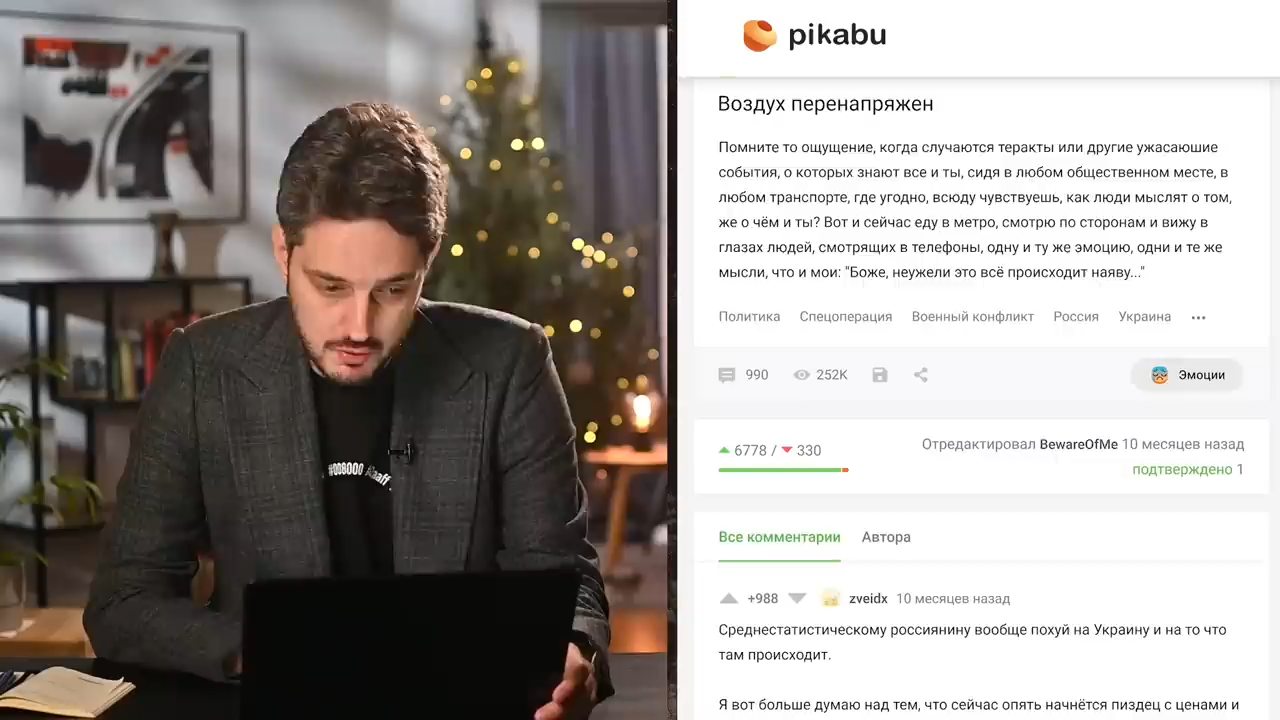 pikabu
Воздух перенапряжен
Помните то ощущение, когда случаются теракты или другие ужасаюшие
события, о которых знают все и ты, сидя в любом общественном месте, в
любом транспорте, где угодно, всюду чувствуешь, как люди мыслят о том,
же о чём и ты? Вот и сейчас еду в метро, смотрю по сторонам и вижу в
глазах людей, смотрящих в телефоны, одну и ту же эмоцию, одни и те же
мысли, что и мои: "Боже, неужели это всё происходит наяву..."
Политика Спецоперация Военный конфликт Россия Украина
990 252K Эмоции
6778 / 330
Отредактировал BewareOfMe 10 месяцев назад
подтверждено 1
Все комментарии Автора
+988 zveidx 10 месяцев назад
Среднестатистическому россиянину вообще похуй на Украину и на то что
там происходит.
Я вот больше думаю над тем, что сейчас опять начнётся пиздец с ценами и
#008000